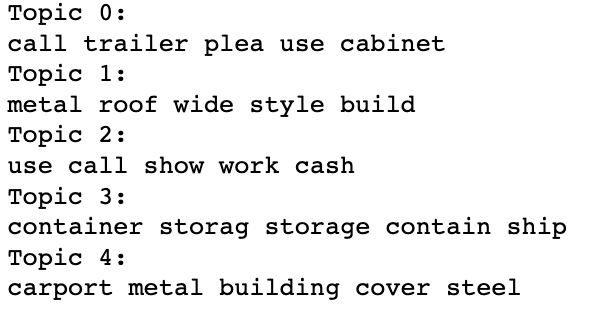 Topic 0:
call trailer plea use cabinet
Topic 1:
metal roof wide style build
Topic 2:
use call show work cash
Topic 3:
container storag storage contain ship
Topic 4:
carport metal building cover steel